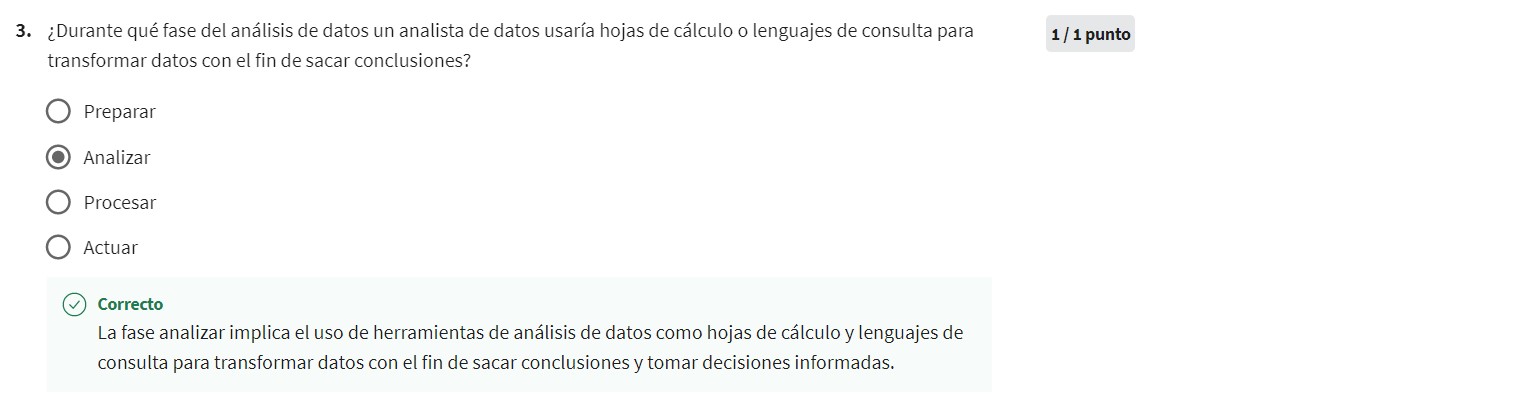 3. ¿Durante qué fase del análisis de datos un analista de datos usaría hojas de cálculo o lenguajes de consulta para
transformar datos con el fin de sacar conclusiones?
1 / 1 punto
Preparar
Analizar
Procesar
Actuar
Correcto
La fase analizar implica el uso de herramientas de análisis de datos como hojas de cálculo y lenguajes de
consulta para transformar datos con el fin de sacar conclusiones y tomar decisiones informadas.